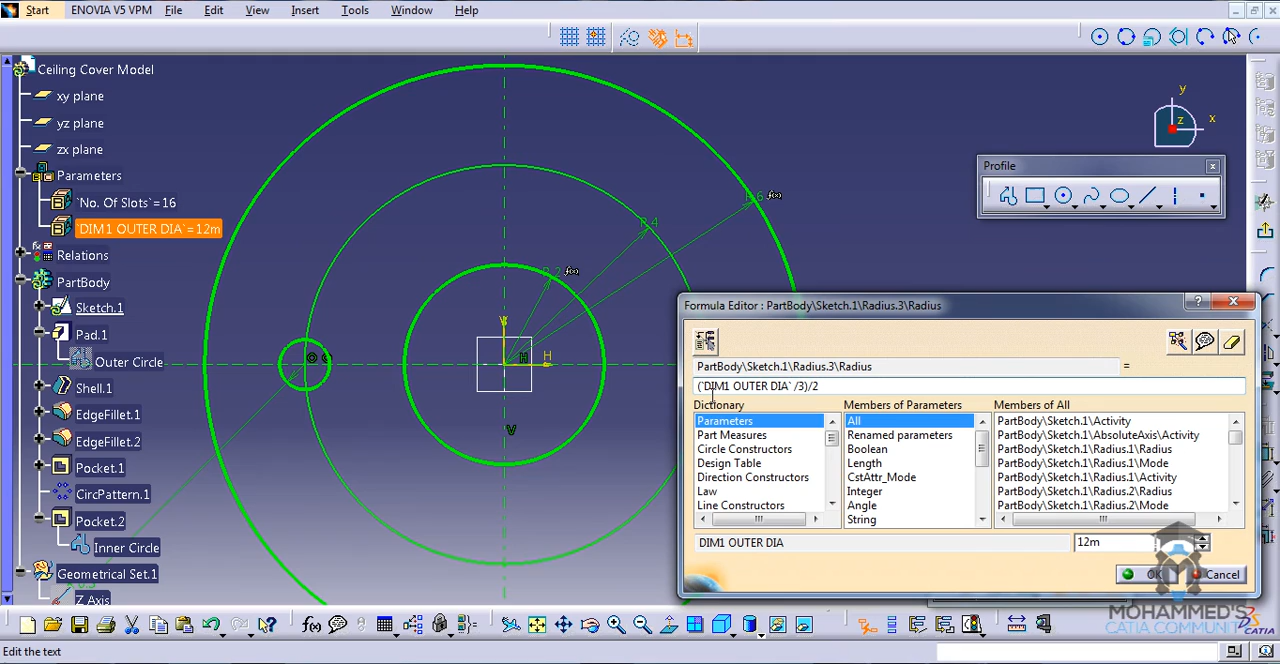 Start
ENOVIA V5 VPM
File
Edit
View
Insert
Tools
Window
Help
Ceiling Cover Model
xy plane
yz plane
zx plane
Parameters
`No. Of Slots`=16
`DIM1 OUTER DIA`=12m
Relations
PartBody
Sketch.1
Pad.1
Outer Circle
Shell.1
EdgeFillet.1
EdgeFillet.2
Pocket.1
CircPattern.1
Pocket.2
Inner Circle
Geometrical Set.1
Z Axis
R 6
f(x)
R 4
R 2
f(x)
H
V
y
x
z
Profile
Formula Editor : PartBody\Sketch.1\Radius.3\Radius
PartBody\Sketch.1\Radius.3\Radius =
(`DIM1 OUTER DIA` /3)/2
Dictionary
Members of Parameters
Members of All
Parameters
Part Measures
Circle Constructors
Design Table
Direction Constructors
Law
Line Constructors
All
Renamed parameters
Boolean
Length
CstAttr_Mode
Integer
Angle
String
PartBody\Sketch.1\Activity
PartBody\Sketch.1\AbsoluteAxis\Activity
PartBody\Sketch.1\Radius.1\Radius
PartBody\Sketch.1\Radius.1\Mode
PartBody\Sketch.1\Radius.1\Activity
PartBody\Sketch.1\Radius.2\Radius
PartBody\Sketch.1\Radius.2\Mode
DIM1 OUTER DIA
12m
OK
Cancel
MOHAMMED'S
CATIA COMMUNITY
Edit the text